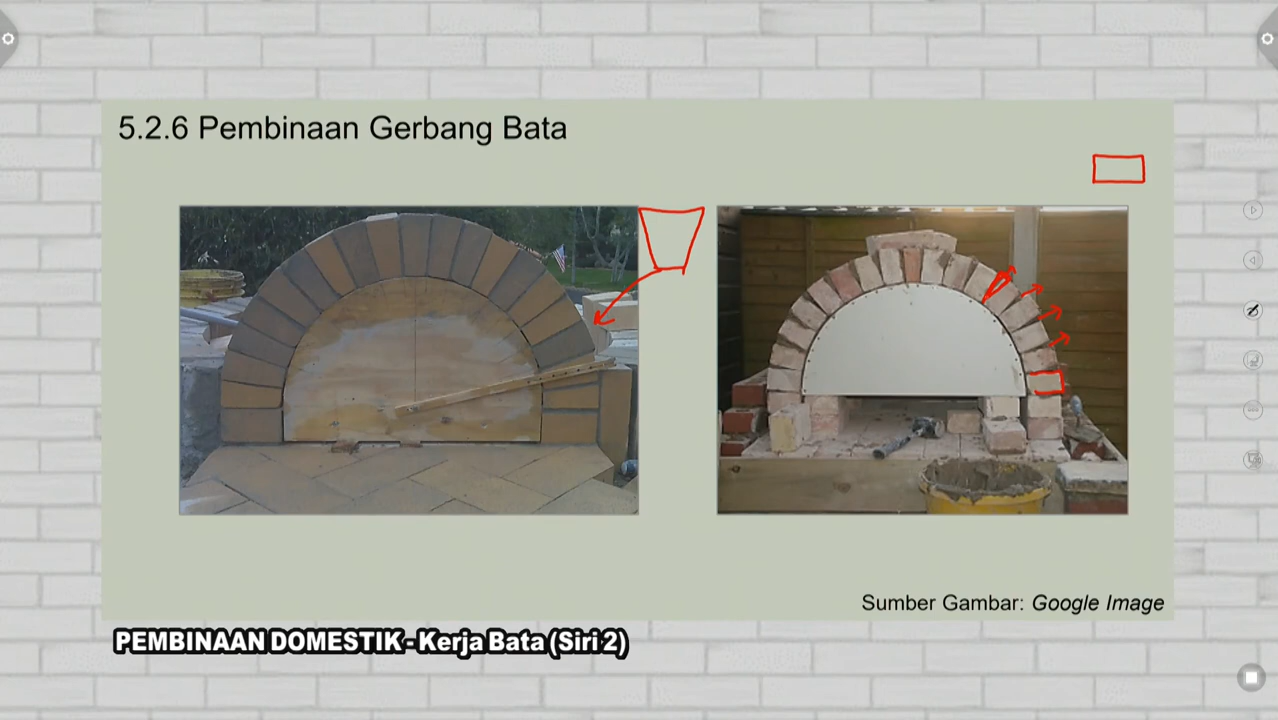 5.2.6 Pembinaan Gerbang Bata
Sumber Gambar: Google Image
PEMBINAAN DOMESTIK - Kerja Bata (Siri 2)